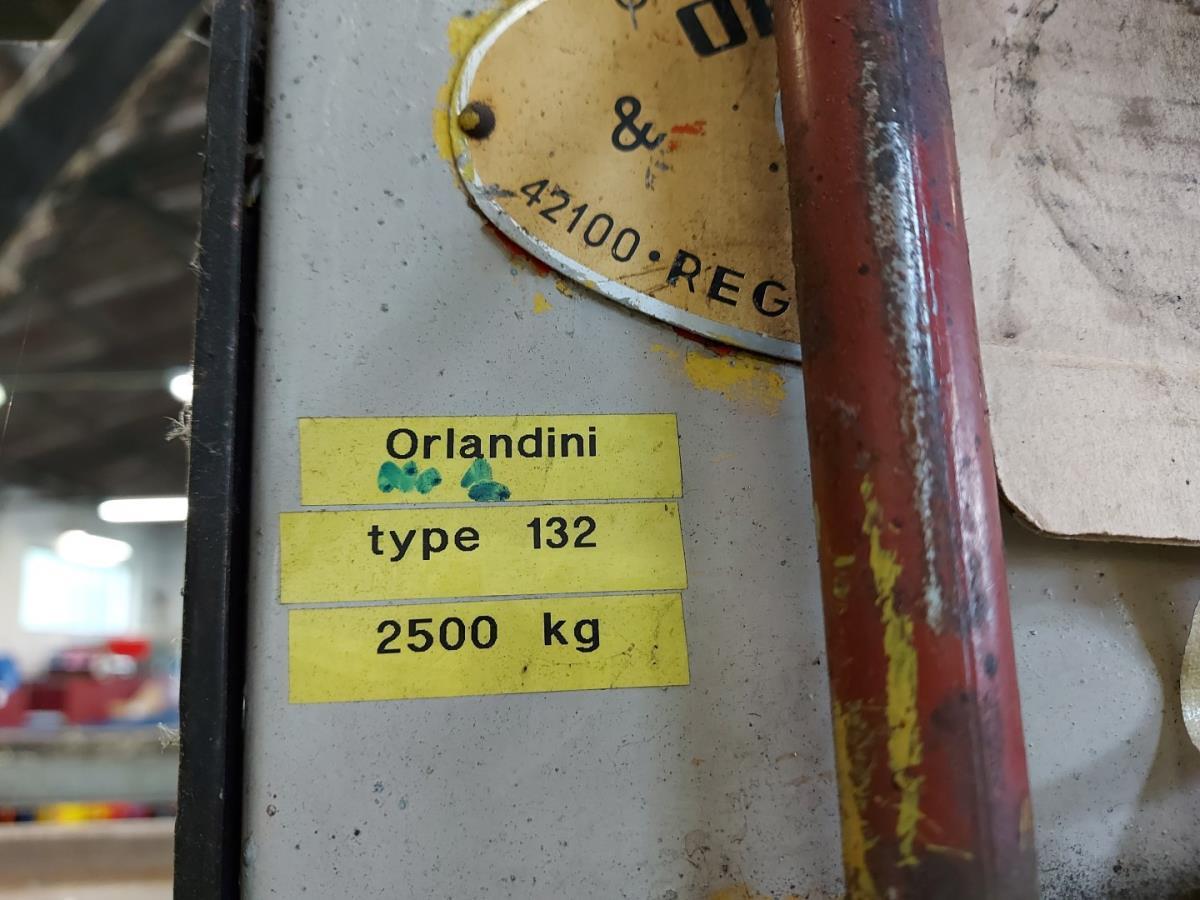 &
42100·REG
Orlandini
type 132
2500 kg